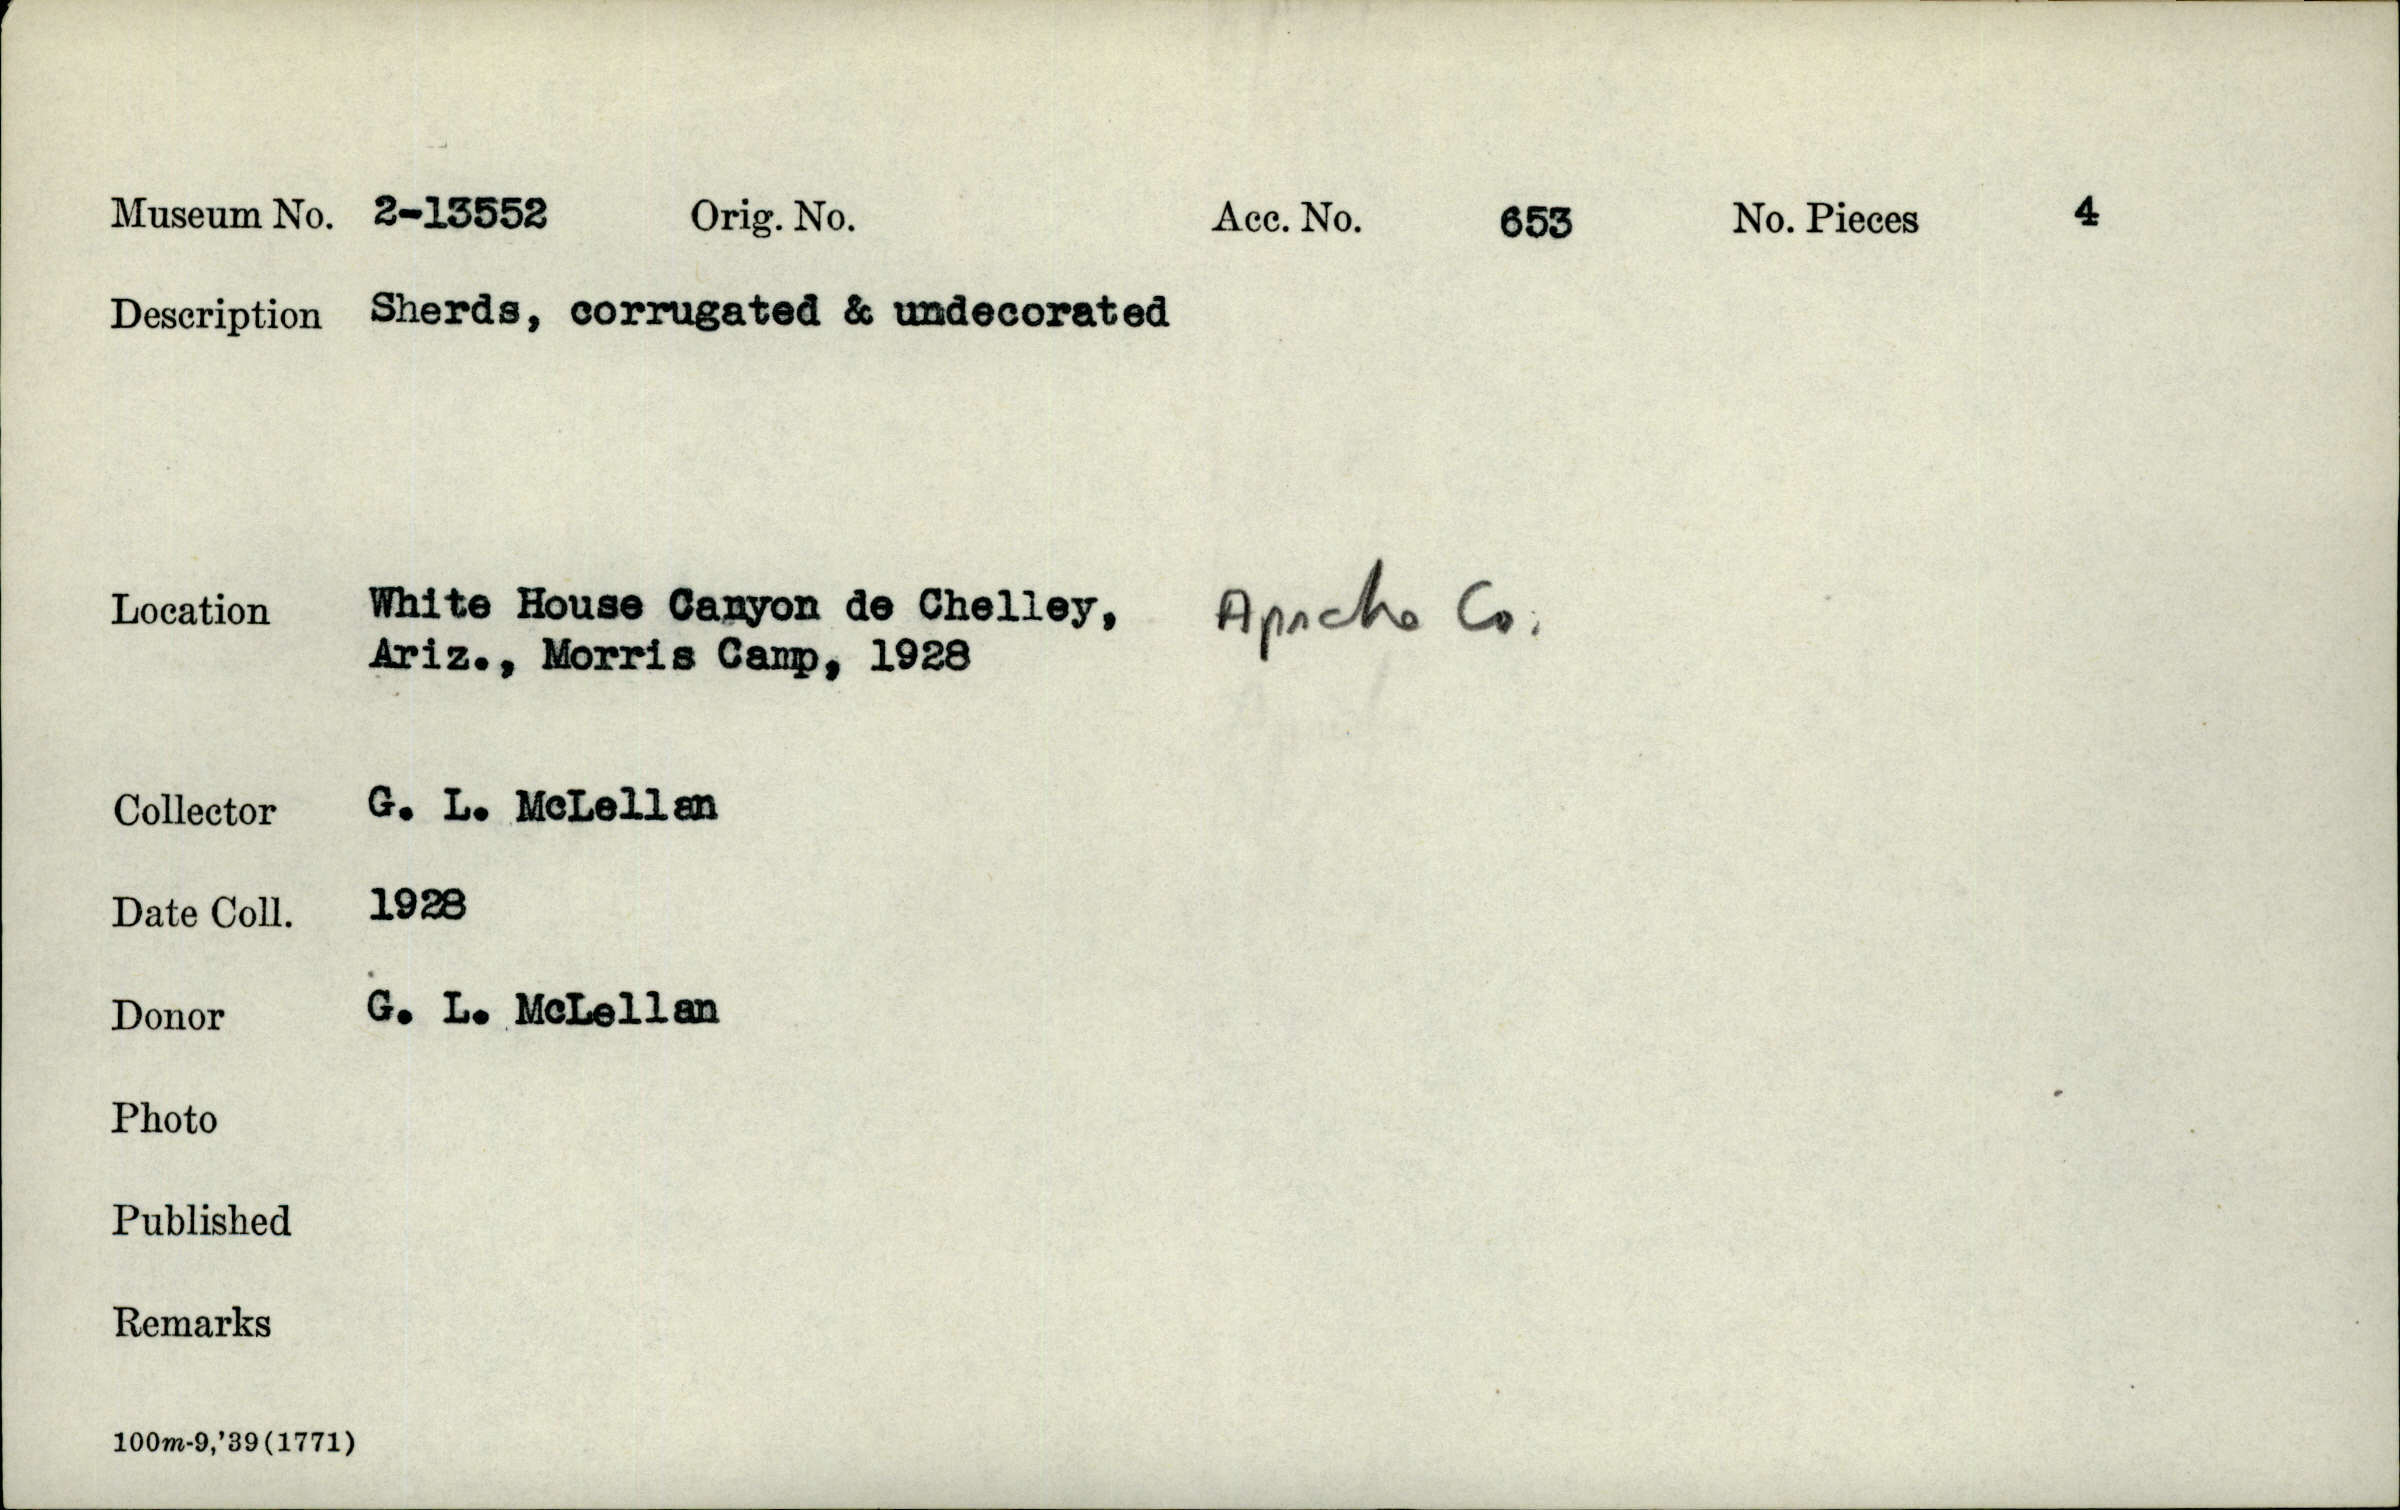 Museum No. 2-13552 Orig. No. Acc. No. 653 No. Pieces 4
Description Sherds, corrugated & undecorated
Location White House Canyon de Chelley, Apache Co.
Ariz., Morris Camp, 1928
Collector G. L. McLellan
Date Coll. 1928
Donor G. L. McLellan
Photo
Published
Remarks
100m-9,'39(1771)